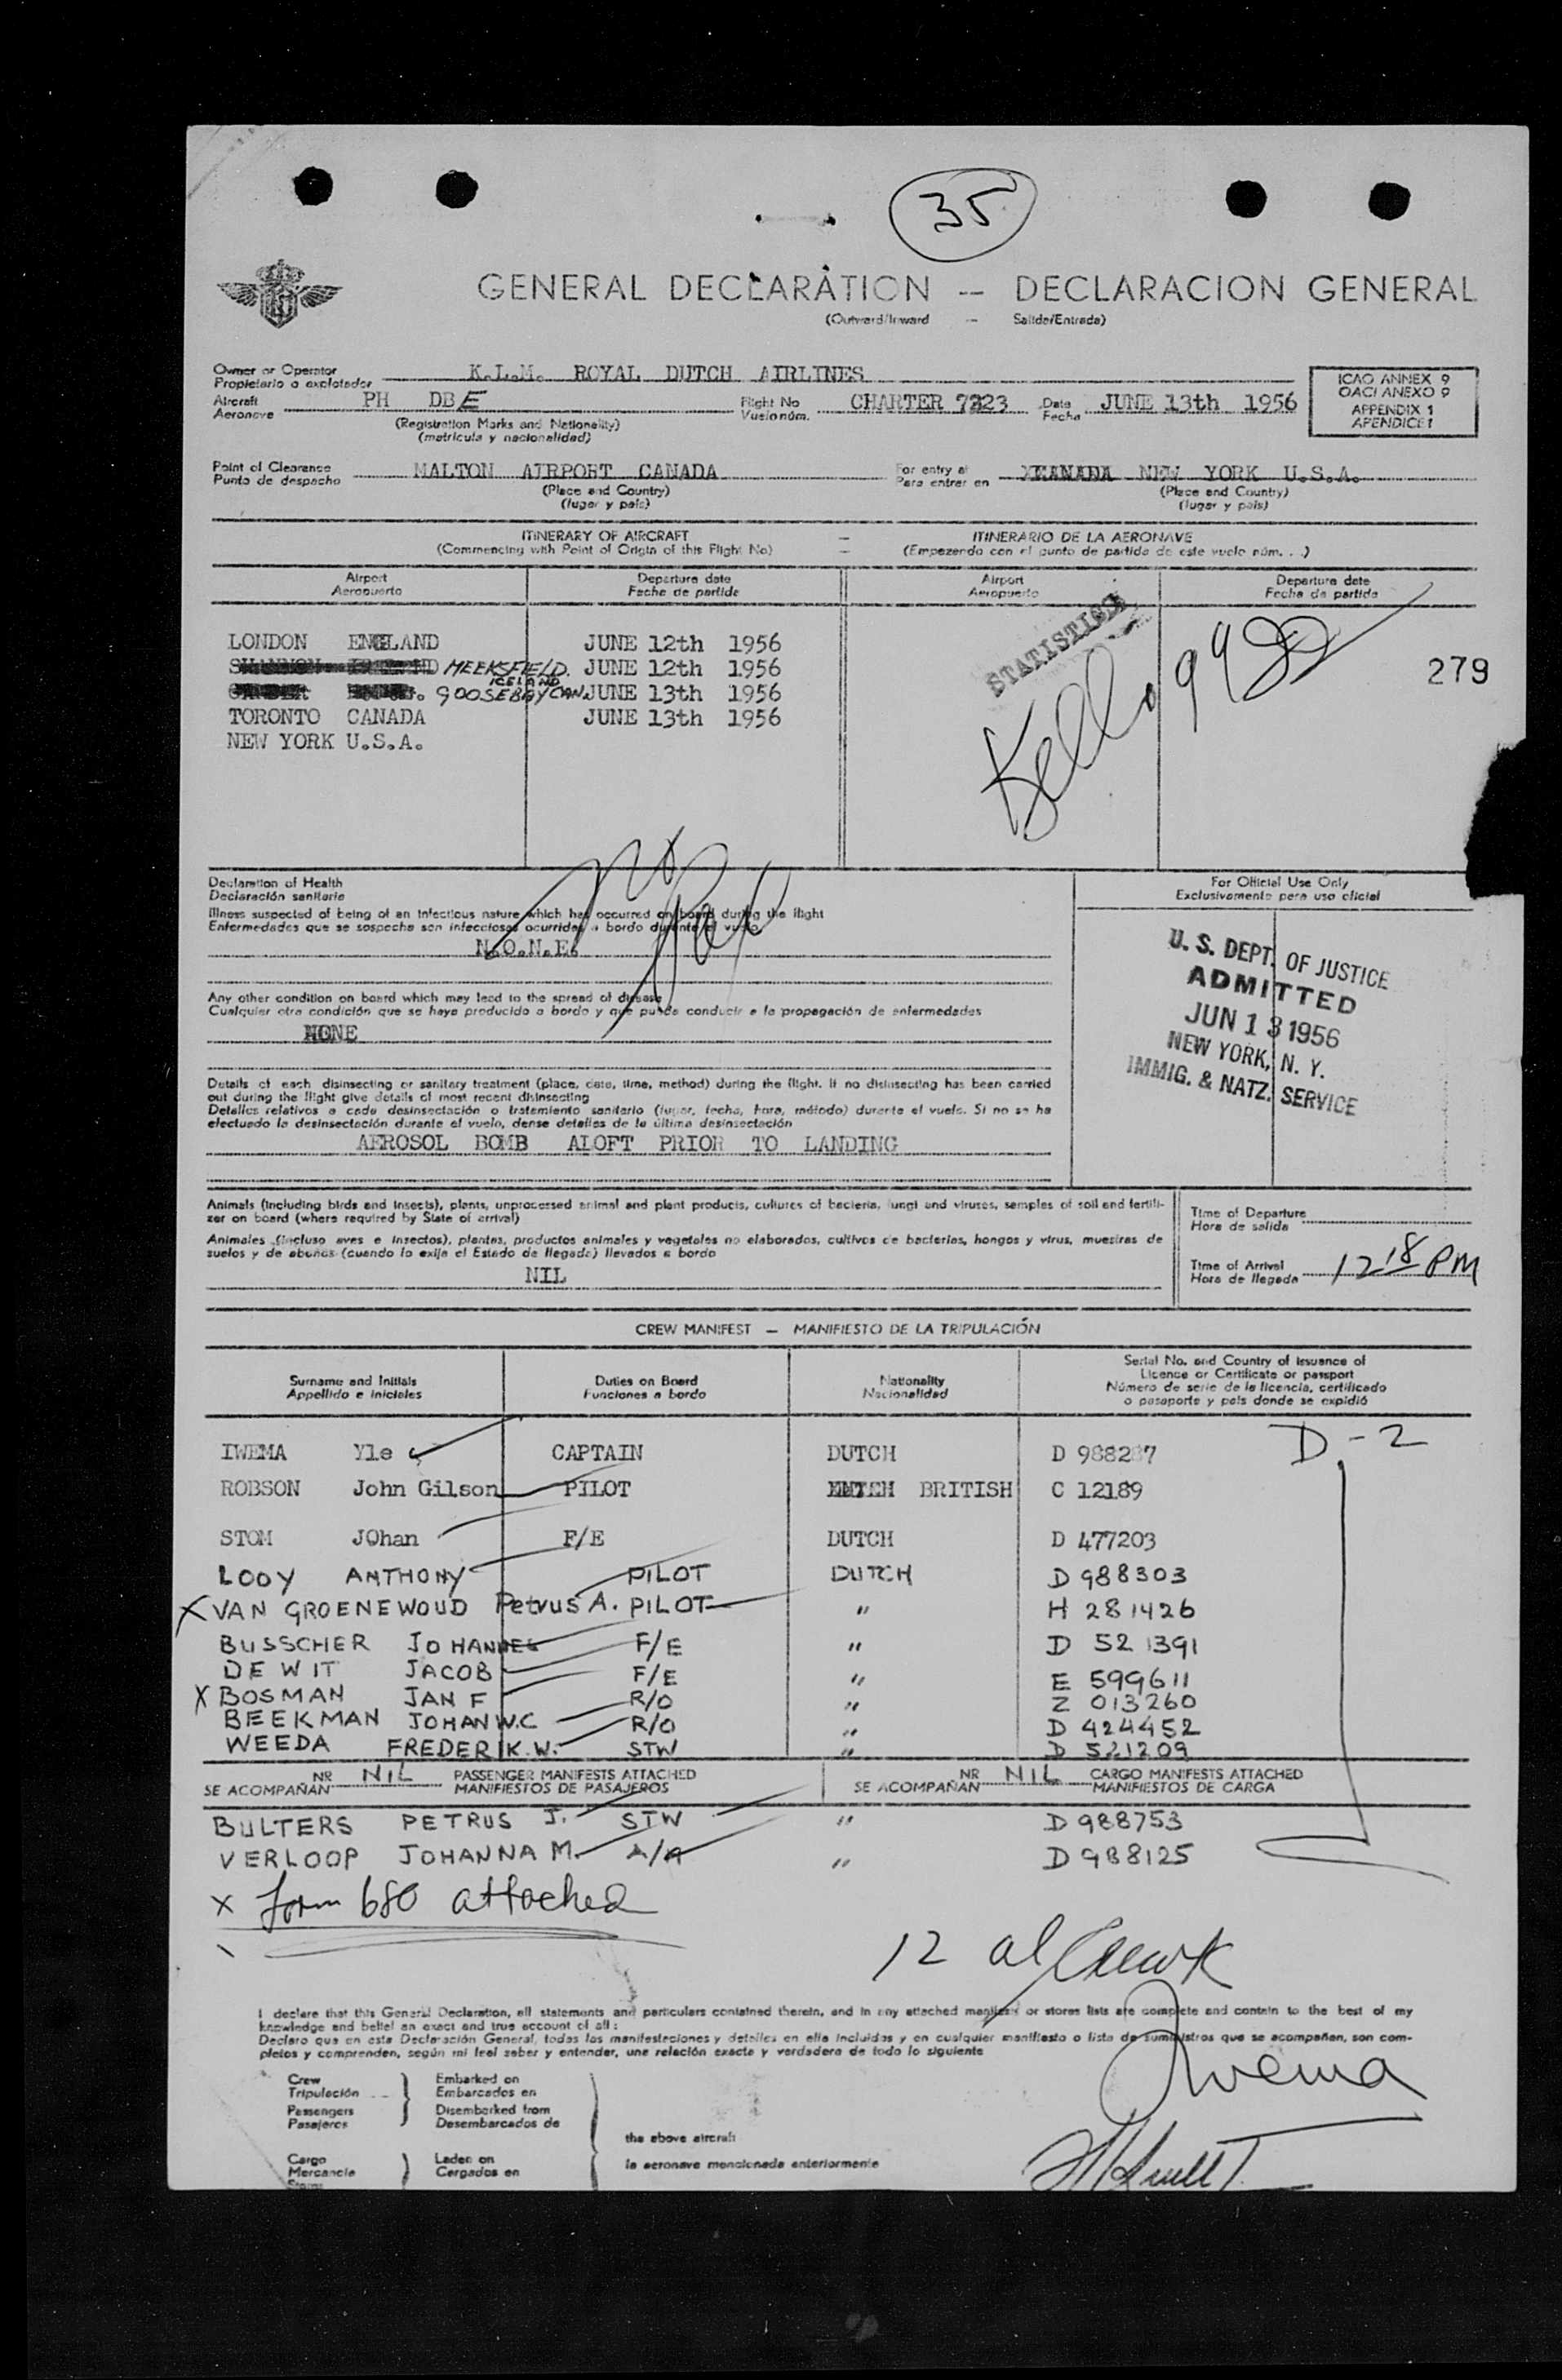 35
GENERAL DECLARATION -- DECLARACION GENERAL
(Outward/Inward - Salida/Entrada)
Owner or Operator K.L.M. ROYAL DUTCH AIRLINES
Propietario o explotador
Aircraft PH DBE Flight No CHARTER 7323 Date JUNE 13th 1956
Aeronave Vuelo núm. Fecha
(Registration Marks and Nationality)
(matricula y nacionalidad)
ICAO ANNEX 9
OACI ANEXO 9
APPENDIX 1
APENDICE 1
Point of Clearance MALTON AIRPORT CANADA For entry at NEW YORK U.S.A.
Punto de despacho Para entrar en
(Place and Country) (Place and Country)
(lugar y pais) (lugar y pais)
ITINERARY OF AIRCRAFT - ITINERARIO DE LA AERONAVE
(Commencing with Point of Origin of this Flight No) - (Empezando con el punto de partida de este vuelo núm. . .)
Airport Departure date Airport Departure date
Aeropuerto Fecha de partida Aeropuerto Fecha de partida
STATISTICS
LONDON ENGLAND JUNE 12th 1956
MEEKSFIELD. ICELAND JUNE 12th 1956
GOOSEBAY CAN. JUNE 13th 1956
TORONTO CANADA JUNE 13th 1956
NEW YORK U.S.A.
279
Declaration of Health
Declaración sanitaria
Illness suspected of being of an infectious nature which has occurred on board during the flight
Enfermedades que se sospecha son infecciosas ocurridas a bordo durante el vuelo
N.O.N.E.
No Pax
Any other condition on board which may lead to the spread of disease
Cualquier otra condición que se haya producido a bordo y que pueda conducir a la propagación de enfermedades
NONE
Details of each disinsecting or sanitary treatment (place, date, time, method) during the flight. If no disinsecting has been carried
out during the flight give details of most recent disinsecting
Detalles relativos a cada desinsectación o tratamiento sanitario (lugar, fecha, hora, método) durante el vuelo. Si no se ha
efectuado la desinsectación durante el vuelo, dense detalles de la última desinsectación
AEROSOL BOMB ALOFT PRIOR TO LANDING
For Official Use Only
Exclusivamente para uso oficial
U. S. DEPT. OF JUSTICE
ADMITTED
JUN 13 1956
NEW YORK, N. Y.
IMMIG. & NATZ. SERVICE
Animals (including birds and insects), plants, unprocessed animal and plant products, cultures of bacteria, fungi and viruses, samples of soil and fertili-
zer on board (where required by State of arrival)
Animales (incluso aves e insectos), plantas, productos animales y vegetales no elaborados, cultivos de bacterias, hongos y virus, muestras de
suelos y de abonos (cuando lo exija el Estado de llegada) llevados a bordo
NIL
Time of Departure
Hora de salida
Time of Arrival 12 18 PM
Hora de llegada
CREW MANIFEST - MANIFIESTO DE LA TRIPULACIÓN
Surname and Initials Duties on Board Nationality Serial No. and Country of Issuance of
Appellido e iniciales Funciones a bordo Nacionalidad Licence or Certificate or passport
Número de serie de la licencia, certificado
o pasaporte y pais donde se expidió
D-2
IWEMA Yle CAPTAIN DUTCH D 988287
ROBSON John Gilson PILOT BRITISH C 12189
STOM JOhan F/E DUTCH D 477203
LOOY ANTHONY PILOT DUTCH D 988303
X VAN GROENEWOUD Petrus A. PILOT " H 281426
BUSSCHER JOHANNES F/E " D 521391
DE WIT JACOB F/E " E 599611
X BOSMAN JAN F R/O " Z 013260
BEEKMAN JOHAN W.C R/O " D 424452
WEEDA FREDERIK. W. STW " D 521209
NR NIL PASSENGER MANIFESTS ATTACHED NR NIL CARGO MANIFESTS ATTACHED
SE ACOMPAÑAN MANIFIESTOS DE PASAJEROS SE ACOMPAÑAN MANIFIESTOS DE CARGA
BULTERS PETRUS J. STW " D 988753
VERLOOP JOHANNA M. A/A " D 988125
X form 680 attached
12 al Crew
I declare that this General Declaration, all statements and particulars contained therein, and in any attached manifest or stores lists are complete and contain to the best of my
knowledge and belief an exact and true account of all:
Declaro que en esta Declaración General, todas las manifestaciones y detalles en ella incluidos y en cualquier manifiesto o lista de suministros que se acompañan, son com-
pletos y comprenden, según mi leal saber y entender, una relación exacta y verdadera de todo lo siguiente
Iwema
Crew Embarked on
Tripulación Embarcados en
Passengers Disembarked from
Pasajeros Desembarcados de
the above aircraft
Cargo Laden on la aeronave mencionada anteriormente
Mercancía Cargados en
Stores